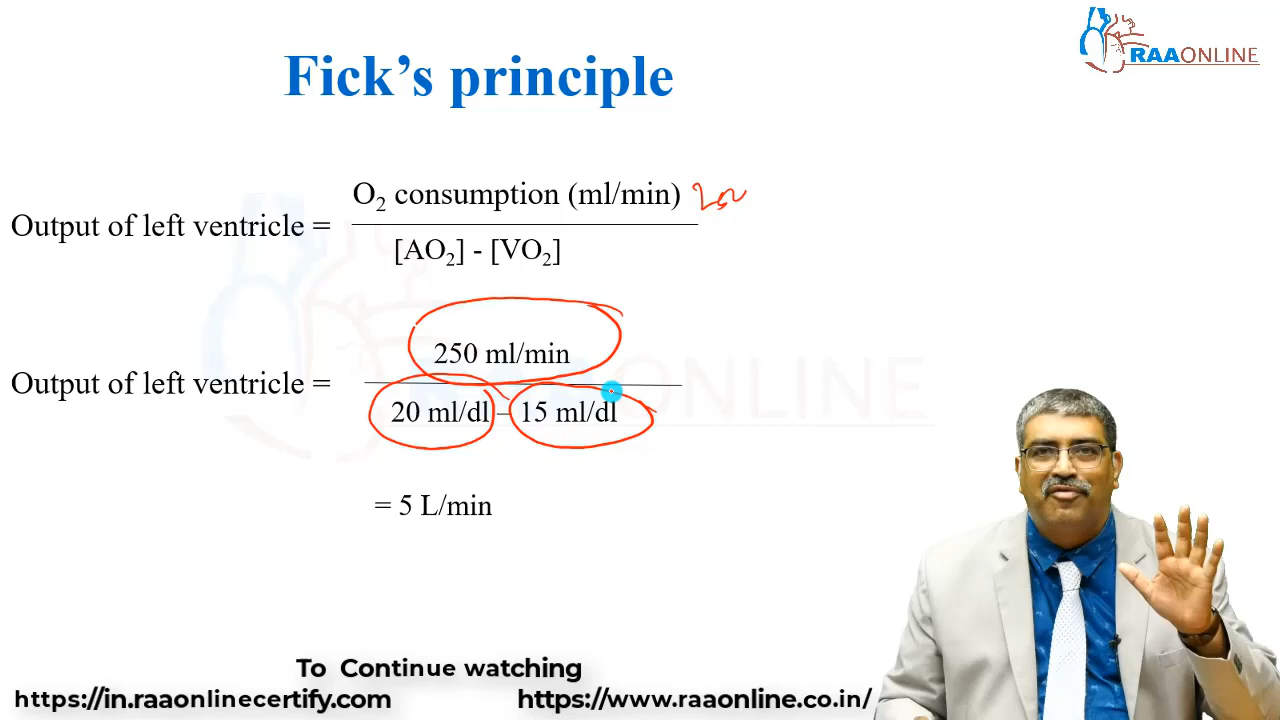 RAAONLINE
Fick’s principle
O₂ consumption (ml/min) 250
Output of left ventricle =
[AO₂] - [VO₂]
250 ml/min
Output of left ventricle =
20 ml/dl – 15 ml/dl
= 5 L/min
ONLINE
To Continue watching
https://in.raaonlinecertify.com
https://www.raaonline.co.in/